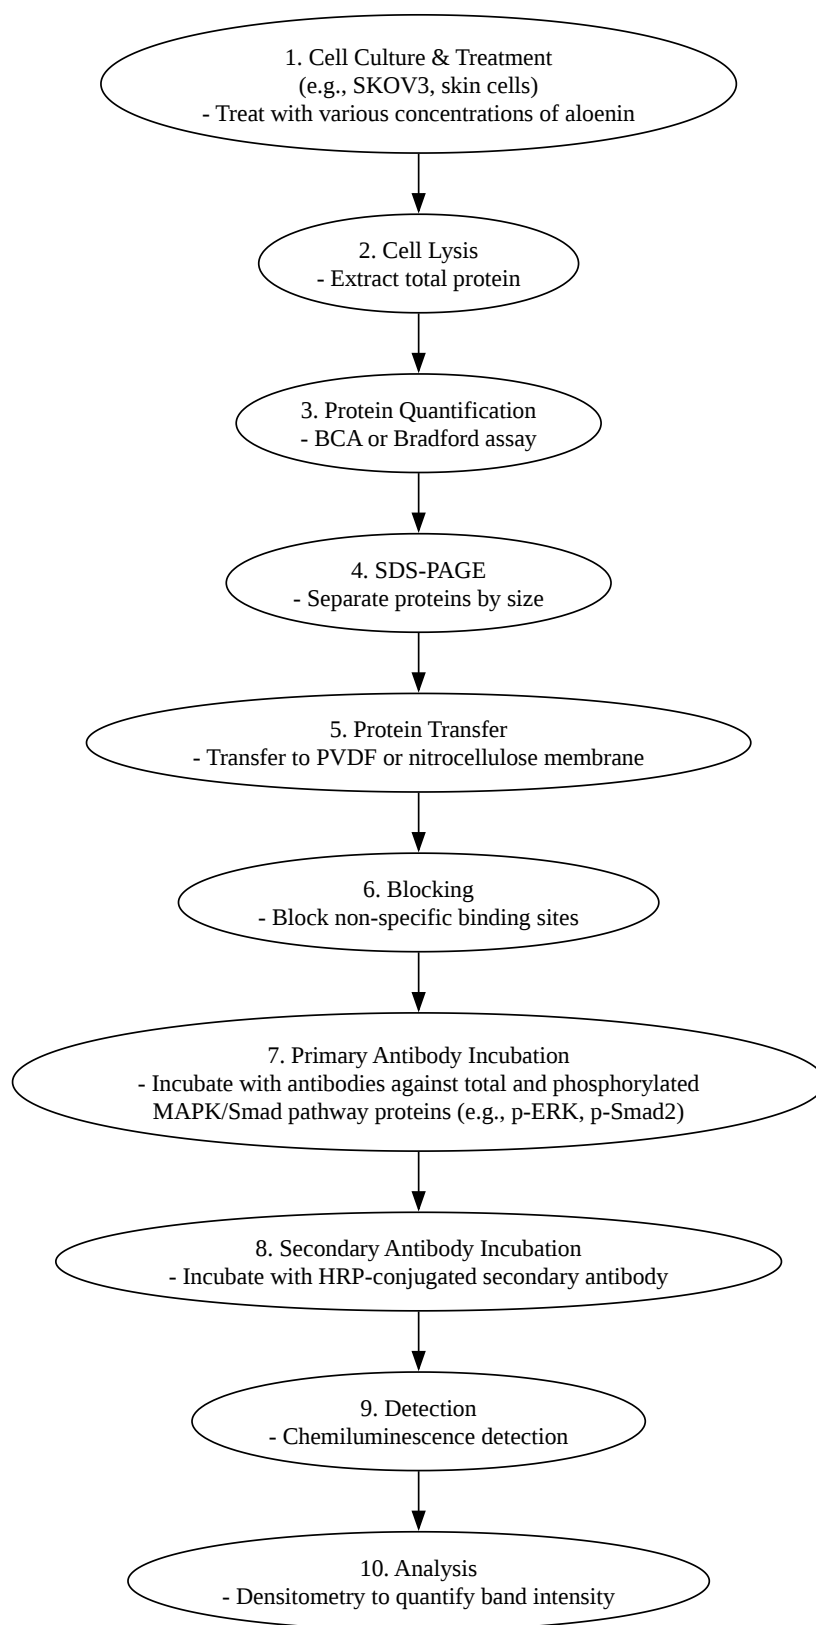 1. Cell Culture & Treatment
(e.g., SKOV3, skin cells)
- Treat with various concentrations of aloenin
2. Cell Lysis
- Extract total protein
3. Protein Quantification
- BCA or Bradford assay
4. SDS-PAGE
- Separate proteins by size
5. Protein Transfer
- Transfer to PVDF or nitrocellulose membrane
6. Blocking
- Block non-specific binding sites
7. Primary Antibody Incubation
- Incubate with antibodies against total and phosphorylated
MAPK/Smad pathway proteins (e.g., p-ERK, p-Smad2)
8. Secondary Antibody Incubation
- Incubate with HRP-conjugated secondary antibody
9. Detection
- Chemiluminescence detection
10. Analysis
- Densitometry to quantify band intensity